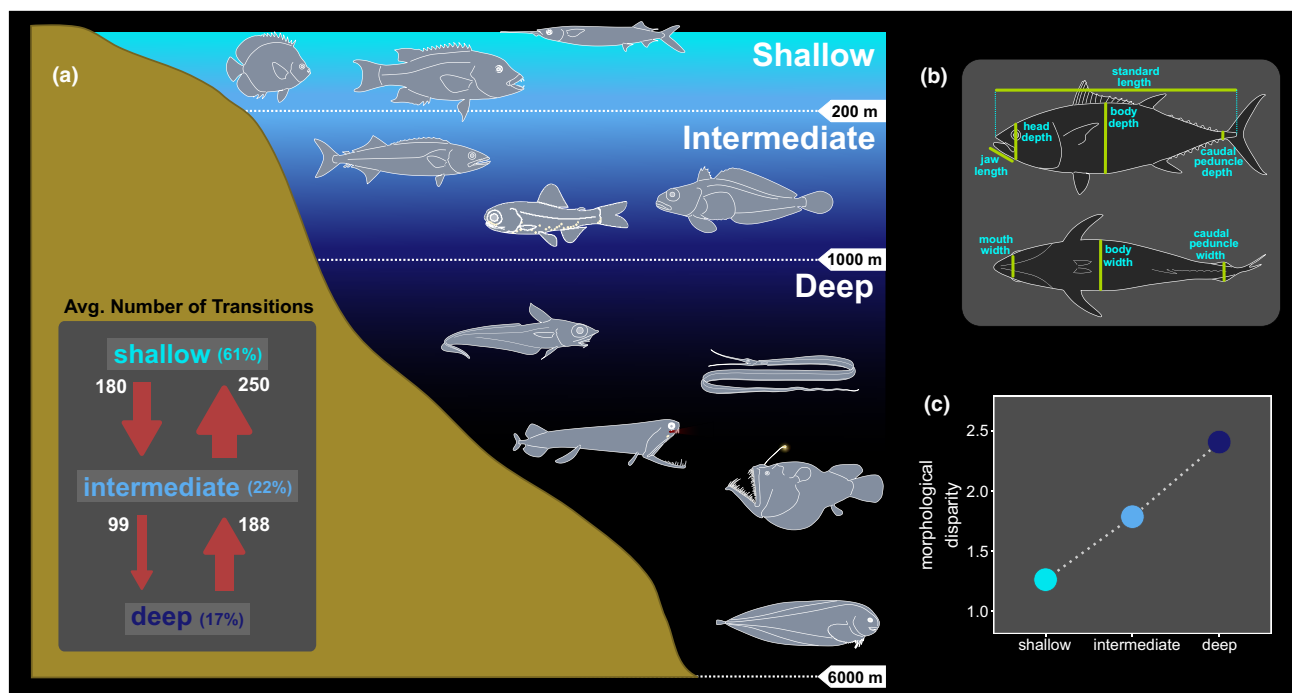 (a)
Shallow
200 m
Intermediate
1000 m
Deep
6000 m
Avg. Number of Transitions
shallow (61%)
180
250
intermediate (22%)
99
188
deep (17%)
(b)
standard
length
head
depth
body
depth
caudal
peduncle
depth
jaw
length
mouth
width
body
width
caudal
peduncle
width
(c)
morphological
disparity
2.5
2.0
1.5
1.0
shallow
intermediate
deep